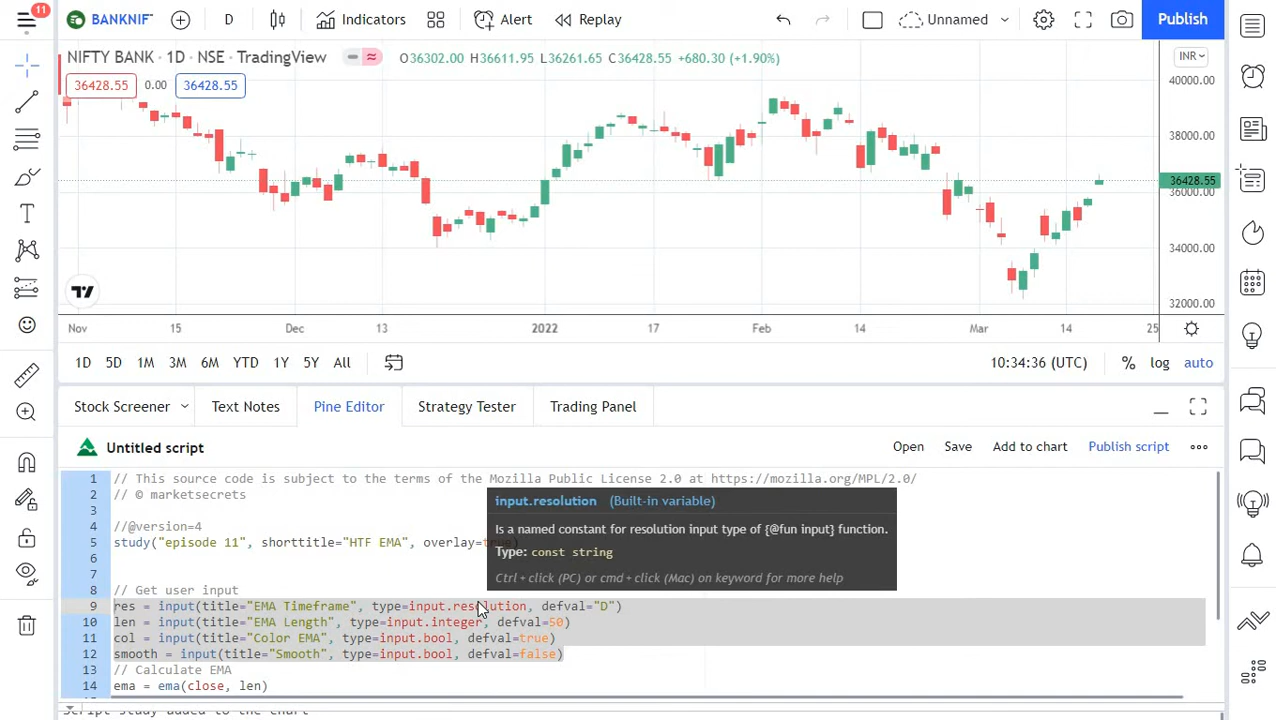 11
BANKNIF
D
Indicators
Alert
Replay
Unnamed
Publish
NIFTY BANK · 1D · NSE · TradingView
O36302.00 H36611.95 L36261.65 C36428.55 +680.30 (+1.90%)
INR
36428.55 0.00 36428.55
40000.00
38000.00
36428.55
36000.00
34000.00
32000.00
Nov 15 Dec 13 2022 17 Feb 14 Mar 14 25
1D 5D 1M 3M 6M YTD 1Y 5Y All
10:34:36 (UTC) % log auto
Stock Screener Text Notes Pine Editor Strategy Tester Trading Panel
Untitled script
Open Save Add to chart Publish script
1 // This source code is subject to the terms of the Mozilla Public License 2.0 at https://mozilla.org/MPL/2.0/
2 // © marketsecrets
3
4 //@version=4
5 study("episode 11", shorttitle="HTF EMA", overlay=true)
6
7
8 // Get user input
9 res = input(title="EMA Timeframe", type=input.resolution, defval="D")
10 len = input(title="EMA Length", type=input.integer, defval=50)
11 col = input(title="Color EMA", type=input.bool, defval=true)
12 smooth = input(title="Smooth", type=input.bool, defval=false)
13 // Calculate EMA
14 ema = ema(close, len)
input.resolution (Built-in variable)
Is a named constant for resolution input type of {@fun input} function.
Type: const string
Ctrl + click (PC) or cmd + click (Mac) on keyword for more help
Script study added to the chart